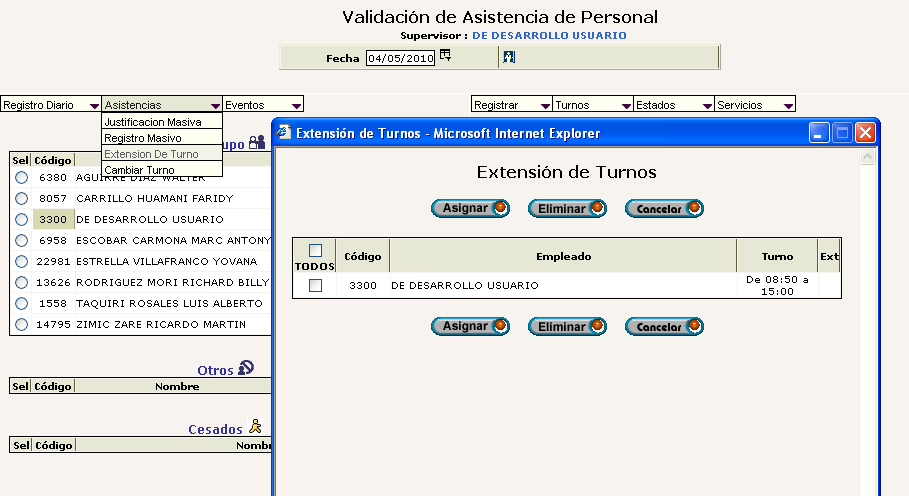 Validación de Asistencia de Personal
Supervisor : DE DESARROLLO USUARIO
Fecha 04/05/2010
Registro Diario Asistencias Eventos Registrar Turnos Estados Servicios
Justificacion Masiva
Registro Masivo
Extension De Turno
Cambiar Turno
upo
Sel Código
6380 AGUIRRE DIAZ WALTER
8057 CARRILLO HUAMANI FARIDY
3300 DE DESARROLLO USUARIO
6958 ESCOBAR CARMONA MARC ANTONY
22981 ESTRELLA VILLAFRANCO YOVANA
13626 RODRIGUEZ MORI RICHARD BILLY
1558 TAQUIRI ROSALES LUIS ALBERTO
14795 ZIMIC ZARE RICARDO MARTIN
Otros
Sel Código Nombre
Cesados
Sel Código Nomb
Extensión de Turnos - Microsoft Internet Explorer
Extensión de Turnos
Asignar Eliminar Cancelar
TODOS Código Empleado Turno Ext
3300 DE DESARROLLO USUARIO De 08:50 a
15:00
Asignar Eliminar Cancelar